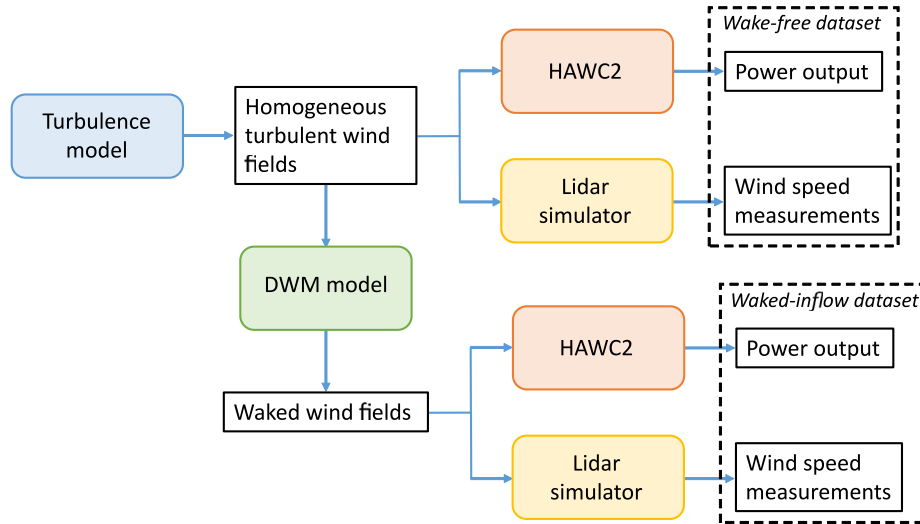 Wake-free dataset
HAWC2
Power output
Turbulence
model
Homogeneous
turbulent wind
fields
Lidar
simulator
Wind speed
measurements
DWM model
Waked-inflow dataset
HAWC2
Power output
Waked wind fields
Lidar
simulator
Wind speed
measurements